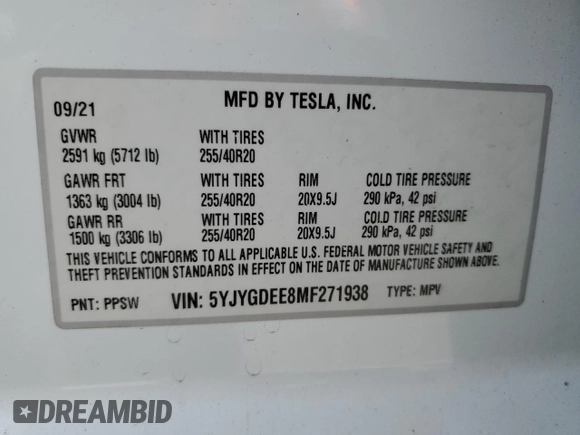 MFD BY TESLA, INC.
09/21
GVWR WITH TIRES
2591 kg (5712 lb) 255/40R20
GAWR FRT WITH TIRES RIM COLD TIRE PRESSURE
1363 kg (3004 lb) 255/40R20 20X9.5J 290 kPa, 42 psi
GAWR RR WITH TIRES RIM COLD TIRE PRESSURE
1500 kg (3306 lb) 255/40R20 20X9.5J 290 kPa, 42 psi
THIS VEHICLE CONFORMS TO ALL APPLICABLE U.S. FEDERAL MOTOR VEHICLE SAFETY AND
THEFT PREVENTION STANDARDS IN EFFECT ON THE DATE OF MANUFACTURE SHOWN ABOVE.
PNT: PPSW VIN: 5YJYGDEE8MF271938 TYPE: MPV
DREAMBID